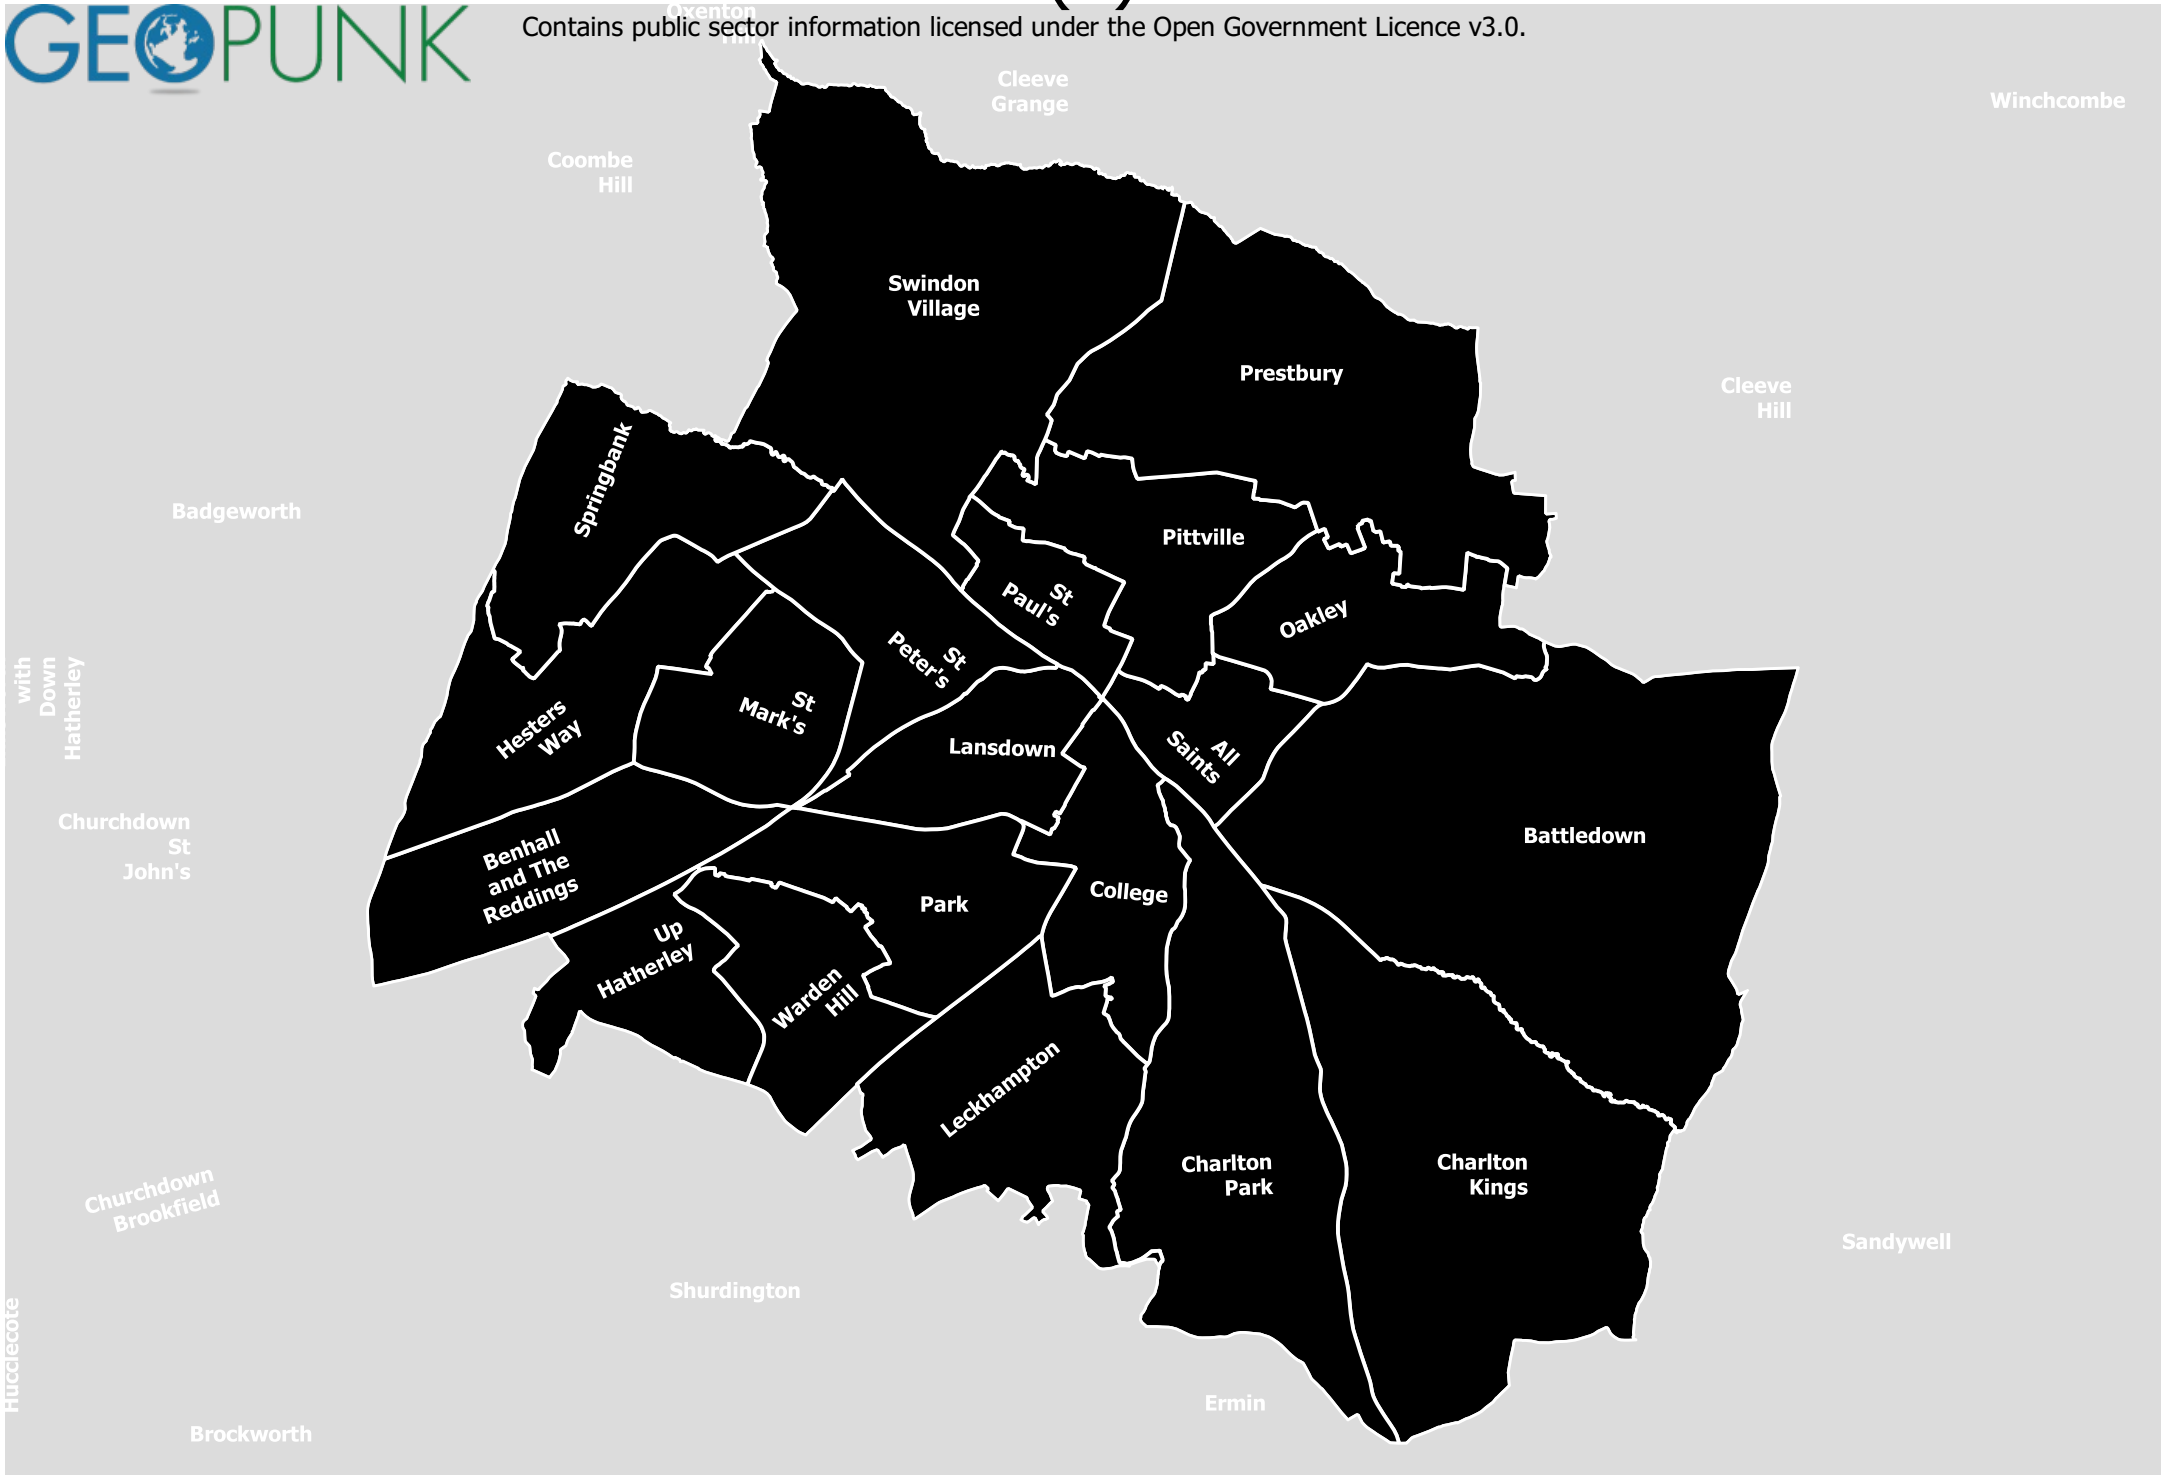 GEOPUNK
Oxenton
Hill
Contains public sector information licensed under the Open Government Licence v3.0.
Cleeve
Grange
Winchcombe
Coombe
Hill
Swindon
Village
Prestbury
Cleeve
Hill
Springbank
Badgeworth
Pittville
St
Paul's
Oakley
St
Peter's
with
Down
Hatherley
Hesters
Way
St
Mark's
Lansdown
All
Saints
Churchdown
St
John's
Battledown
Benhall
and The
Reddings
Park
College
Up
Hatherley
Warden
Hill
Leckhampton
Charlton
Park
Charlton
Kings
Churchdown
Brookfield
Sandywell
Shurdington
Hucclecote
Ermin
Brockworth